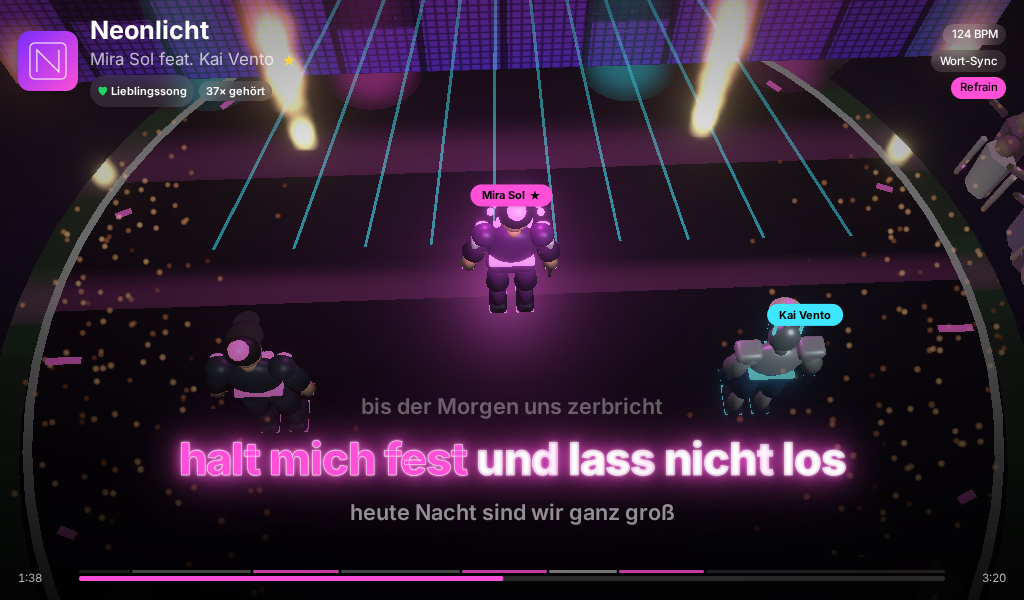 Neonlicht
Mira Sol feat. Kai Vento ★
Lieblingssong
37× gehört
124 BPM
Wort-Sync
Refrain
N
Mira Sol ★
Kai Vento
bis der Morgen uns zerbricht
halt mich fest und lass nicht los
heute Nacht sind wir ganz groß
1:38
3:20